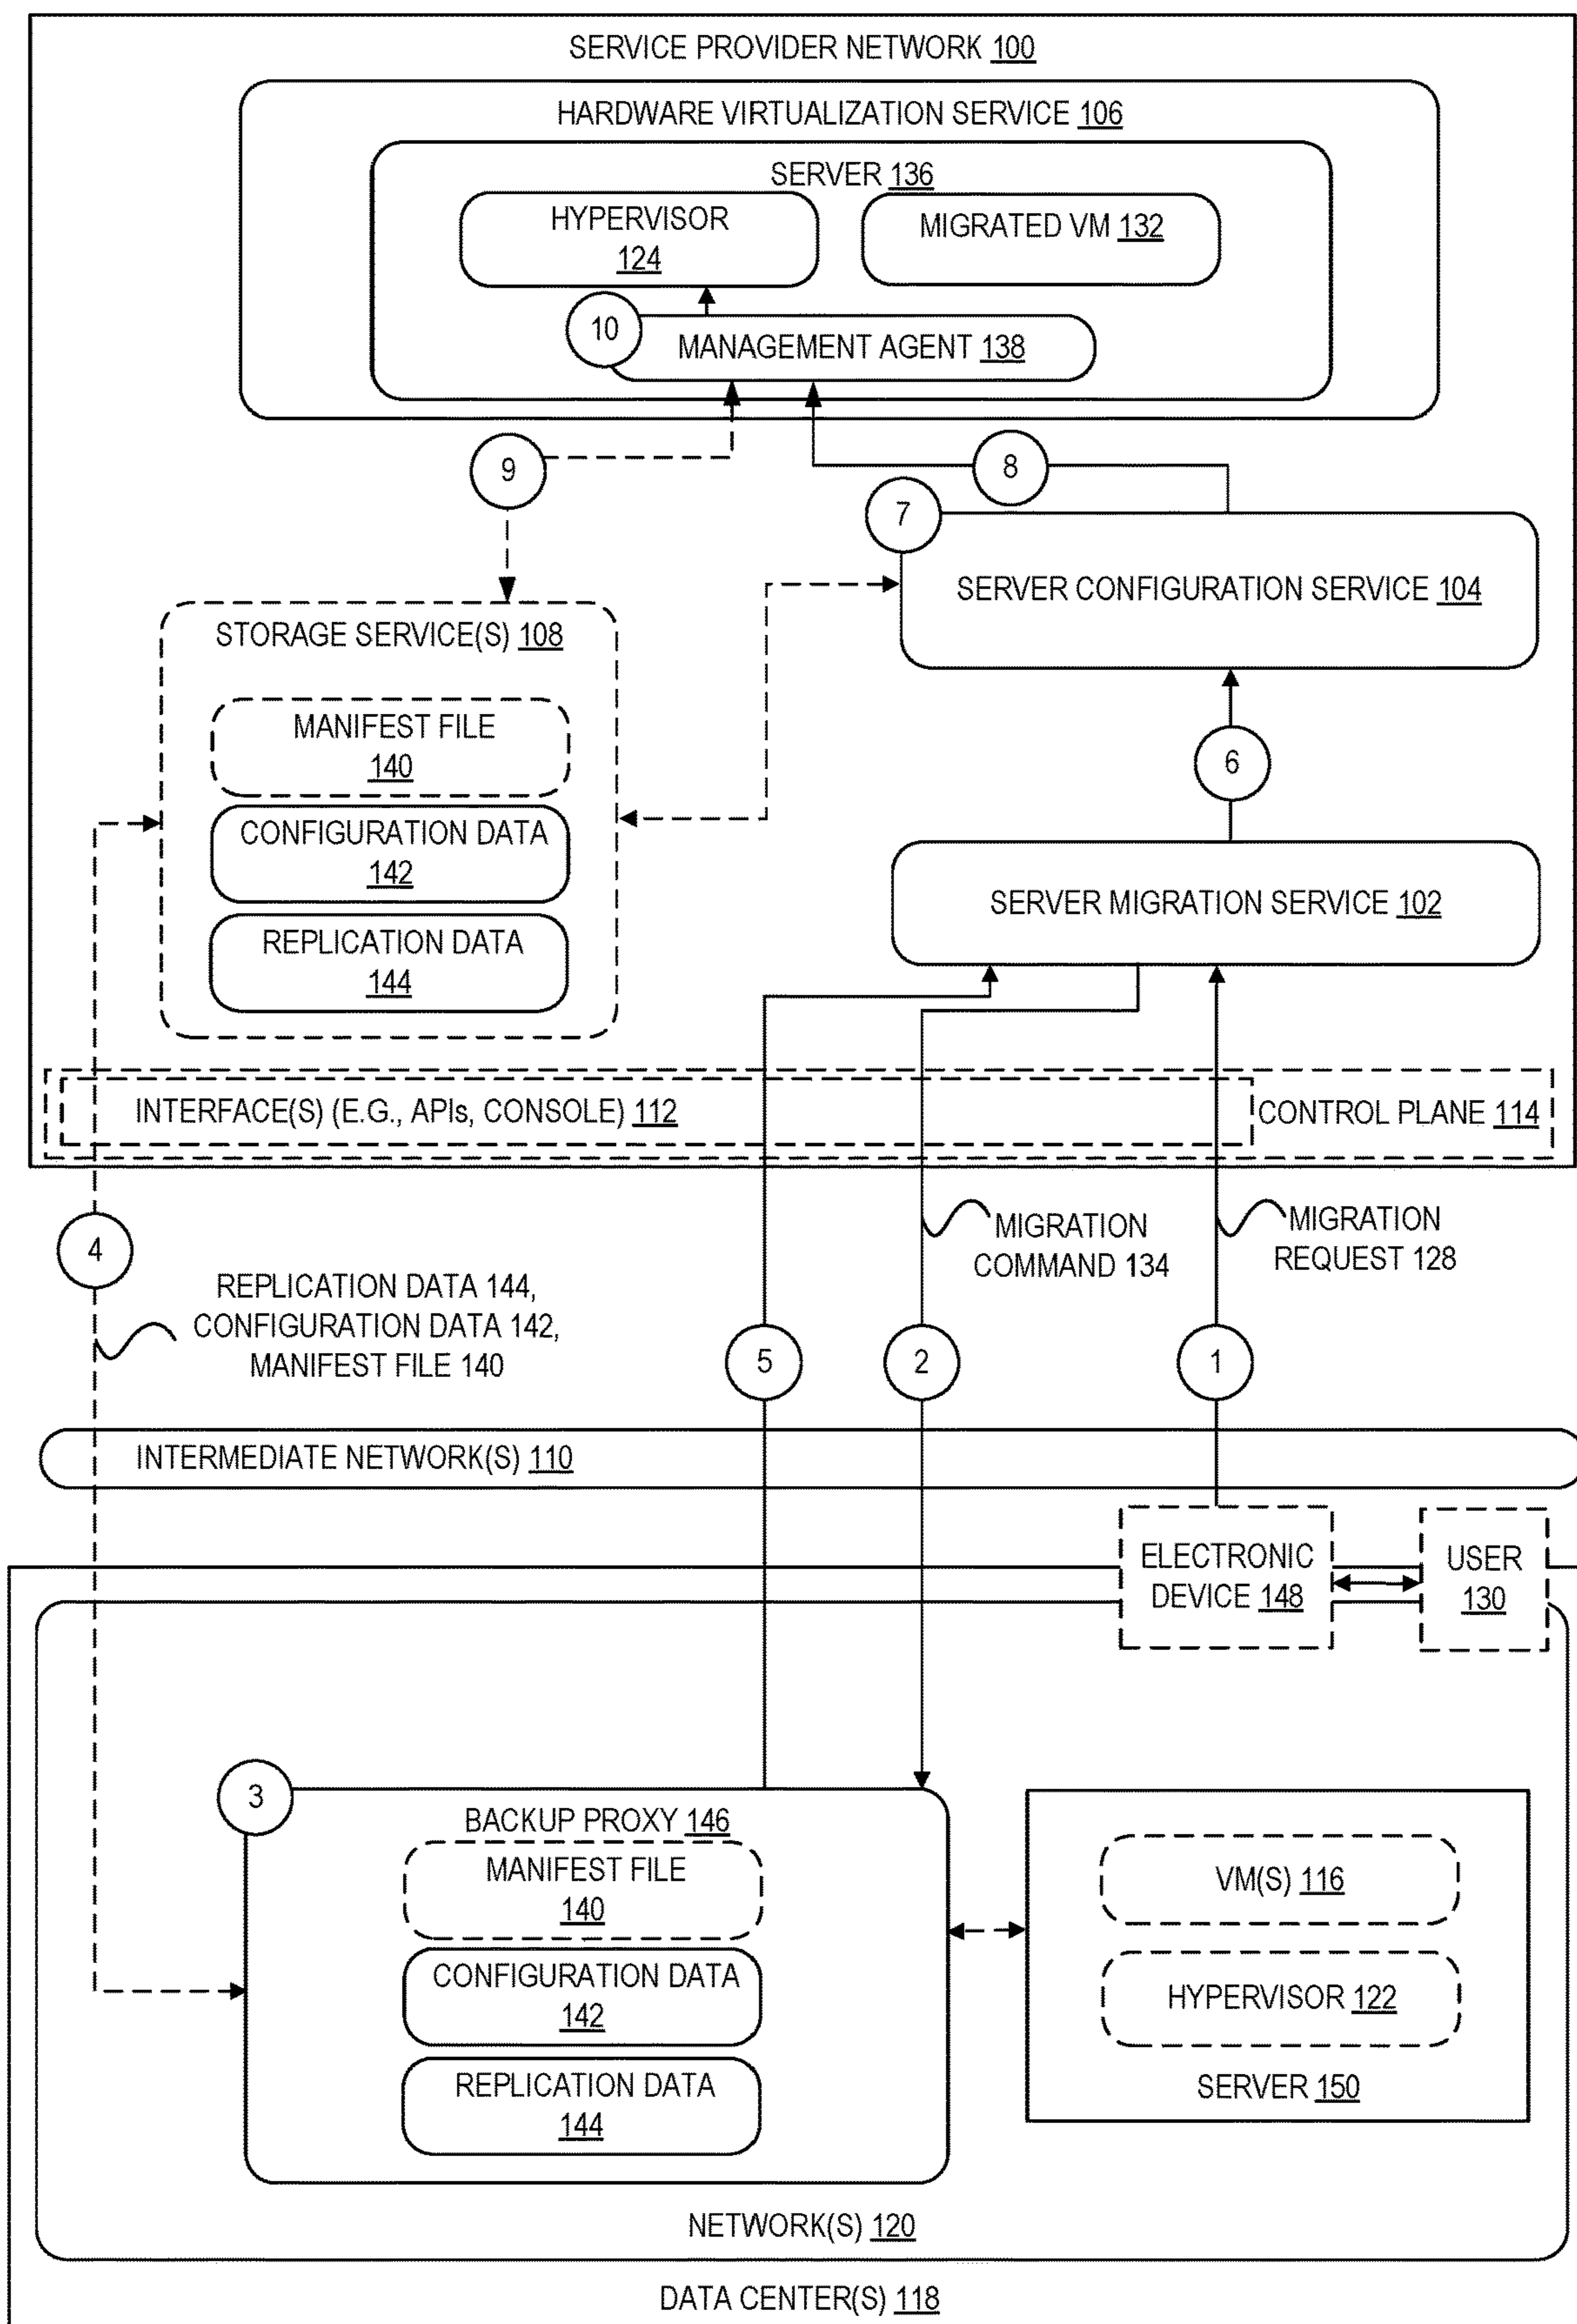 SERVICE PROVIDER NETWORK 100
HARDWARE VIRTUALIZATION SERVICE 106
SERVER 136
HYPERVISOR
124
MIGRATED VM 132
10
MANAGEMENT AGENT 138
9
8
7
SERVER CONFIGURATION SERVICE 104
STORAGE SERVICE(S) 108
MANIFEST FILE
140
CONFIGURATION DATA
142
REPLICATION DATA
144
6
SERVER MIGRATION SERVICE 102
INTERFACE(S) (E.G., APIs, CONSOLE) 112
CONTROL PLANE 114
4
REPLICATION DATA 144,
CONFIGURATION DATA 142,
MANIFEST FILE 140
MIGRATION
COMMAND 134
MIGRATION
REQUEST 128
5
2
1
INTERMEDIATE NETWORK(S) 110
ELECTRONIC
DEVICE 148
USER
130
3
BACKUP PROXY 146
MANIFEST FILE
140
CONFIGURATION DATA
142
REPLICATION DATA
144
VM(S) 116
HYPERVISOR 122
SERVER 150
NETWORK(S) 120
DATA CENTER(S) 118